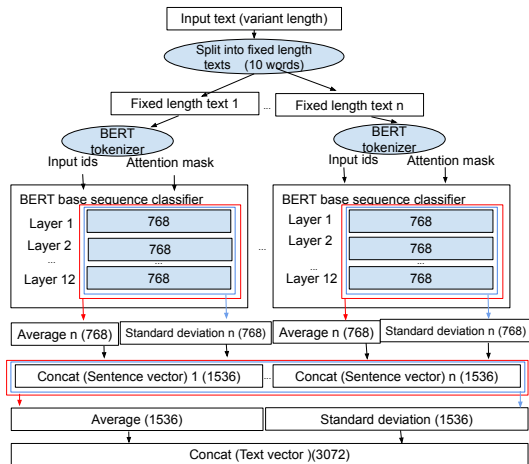 Input text (variant length)
Split into fixed length
texts (10 words)
Fixed length text 1
...
Fixed length text n
BERT
tokenizer
BERT
tokenizer
Input ids
Attention mask
Input ids
Attention mask
BERT base sequence classifier
Layer 1
768
Layer 2
768
...
...
Layer 12
768
...
BERT base sequence classifier
Layer 1
768
Layer 2
768
...
...
Layer 12
768
Average n (768)
Standard deviation n (768)
Average n (768)
Standard deviation n (768)
Concat (Sentence vector) 1 (1536)
...
Concat (Sentence vector) n (1536)
Average (1536)
Standard deviation (1536)
Concat (Text vector )(3072)